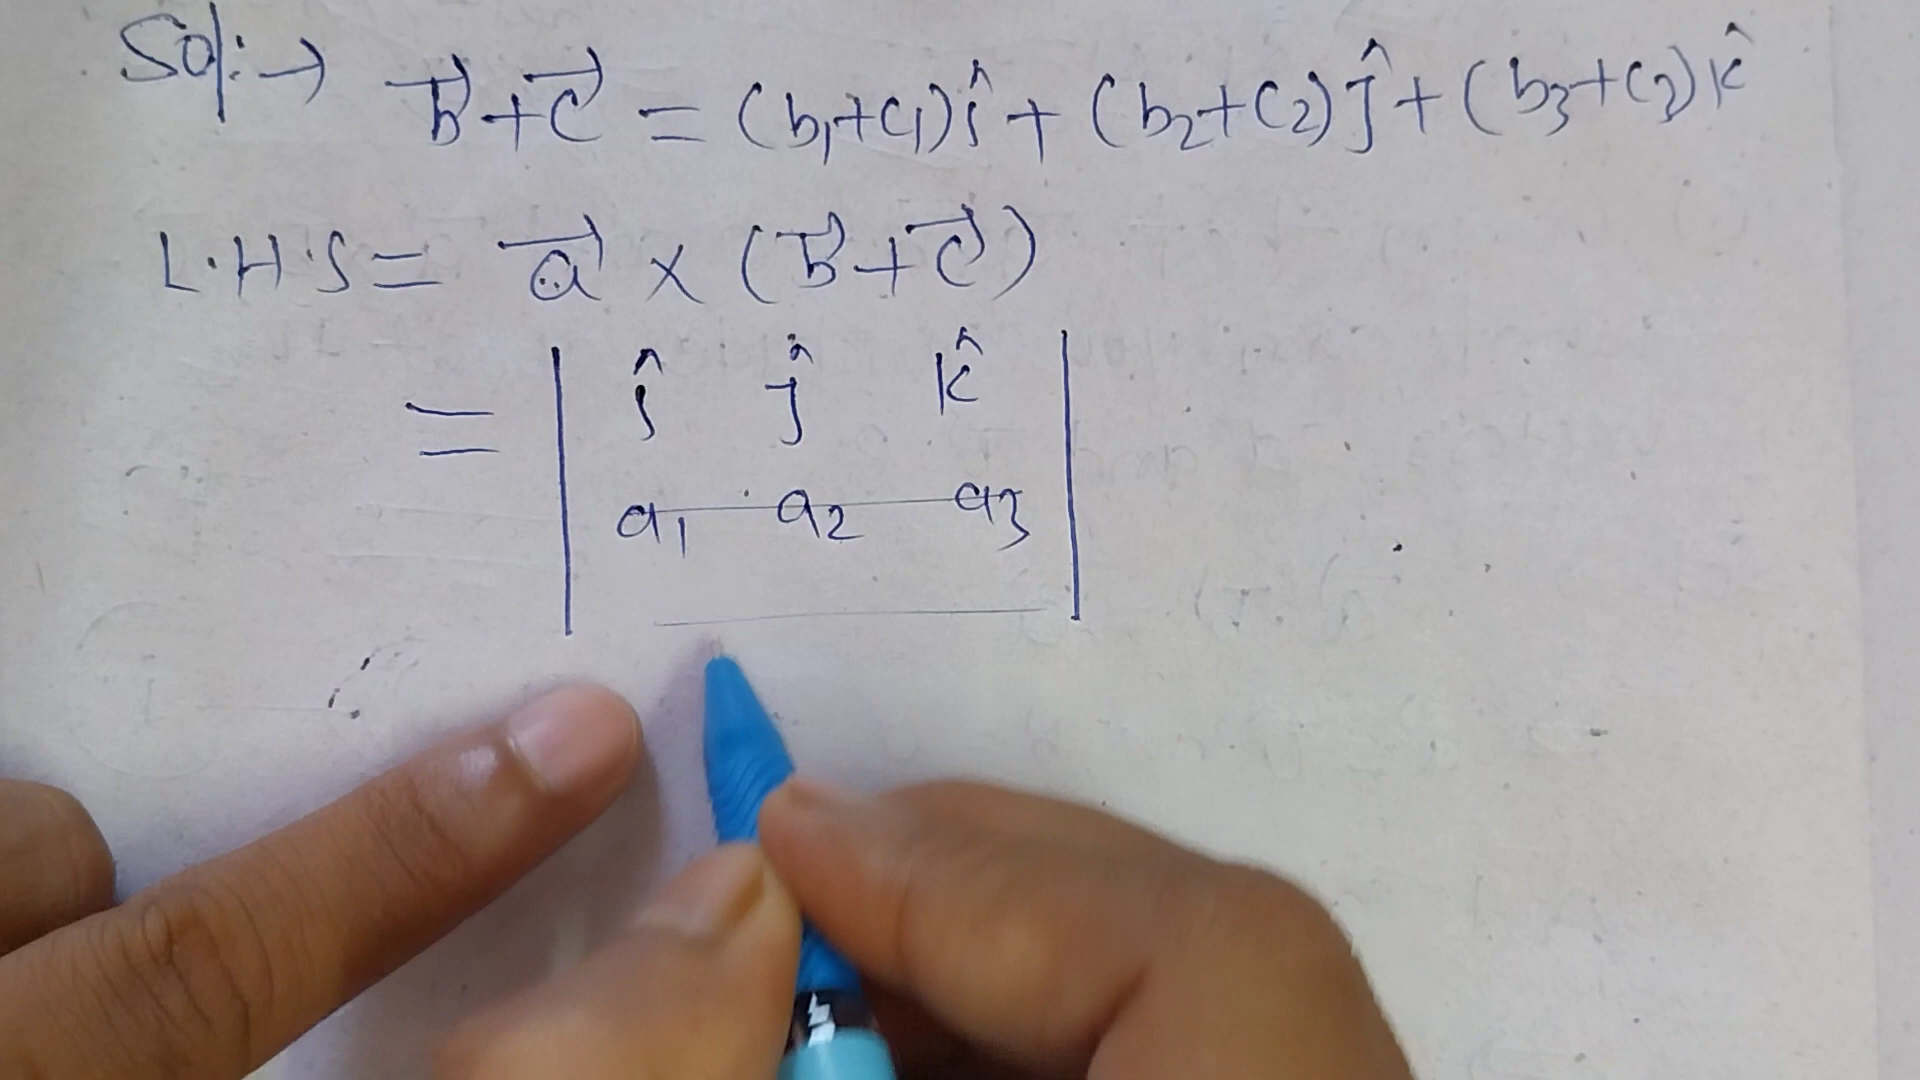 Sol:→ b⃗+c⃗ = (b₁+c₁)î + (b₂+c₂)ĵ + (b₃+c₃)k̂
L.H.S = a⃗ × (b⃗+c⃗)
= | î ĵ k̂ |
| a₁ a₂ a₃ |